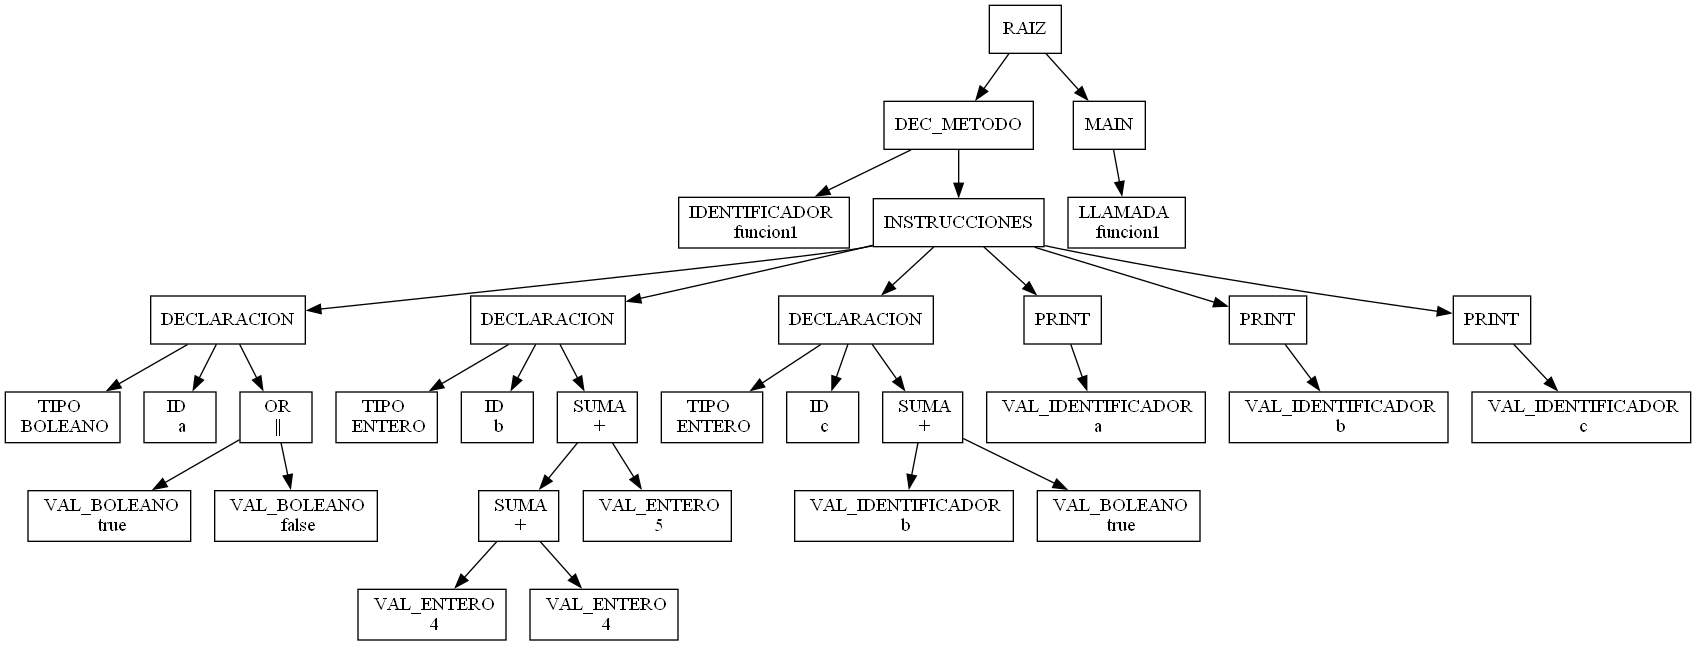 RAIZ
DEC_METODO
MAIN
IDENTIFICADOR
funcion1
INSTRUCCIONES
LLAMADA
funcion1
DECLARACION
DECLARACION
DECLARACION
PRINT
PRINT
PRINT
TIPO
BOLEANO
ID
a
OR
||
TIPO
ENTERO
ID
b
SUMA
+
TIPO
ENTERO
ID
c
SUMA
+
VAL_IDENTIFICADOR
a
VAL_IDENTIFICADOR
b
VAL_IDENTIFICADOR
c
VAL_BOLEANO
true
VAL_BOLEANO
false
SUMA
+
VAL_ENTERO
5
VAL_IDENTIFICADOR
b
VAL_BOLEANO
true
VAL_ENTERO
4
VAL_ENTERO
4